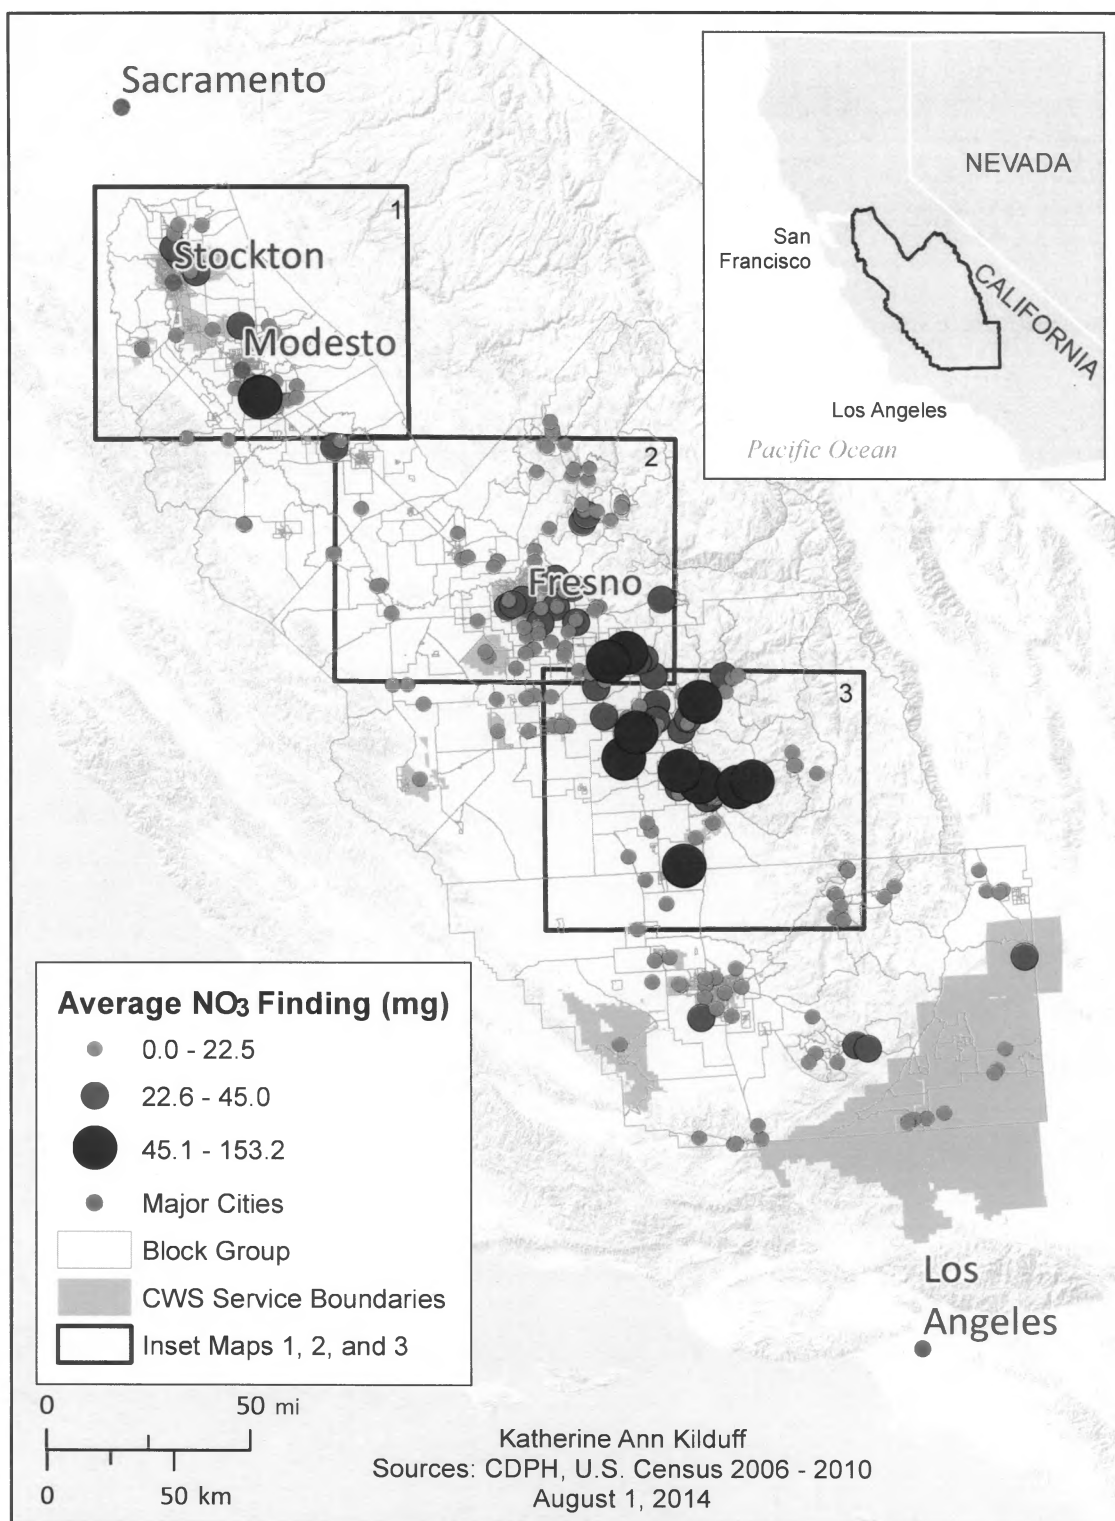 Sacramento
NEVADA
San
Francisco
CALIFORNIA
Los Angeles
Pacific Ocean
1
Stockton
Modesto
2
Fresno
3
Average NO3 Finding (mg)
0.0 - 22.5
22.6 - 45.0
45.1 - 153.2
Major Cities
Block Group
CWS Service Boundaries
Inset Maps 1, 2, and 3
Los
Angeles
0 50 mi
0 50 km
Katherine Ann Kilduff
Sources: CDPH, U.S. Census 2006 - 2010
August 1, 2014